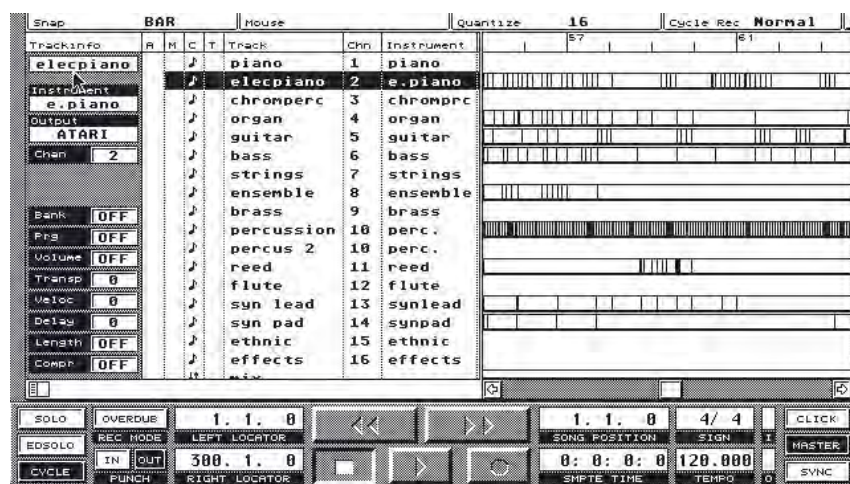 Snap BAR Mouse Quantize 16 Cycle Rec Normal
Trackinfo A M C T Track Chn Instrument 57 61
elecpiano
Instrument
e.piano
Output
ATARI
Chan 2
Bank OFF
Prg OFF
Volume OFF
Transp 0
Veloc 0
Delay 0
Length OFF
Compr OFF
piano 1 piano
elecpiano 2 e.piano
chromperc 3 chromprc
organ 4 organ
guitar 5 guitar
bass 6 bass
strings 7 strings
ensemble 8 ensemble
brass 9 brass
percussion 10 perc.
percus 2 10 perc.
reed 11 reed
flute 12 flute
syn lead 13 synlead
syn pad 14 synpad
ethnic 15 ethnic
effects 16 effects
SOLO OVERDUB 1. 1. 0 1. 1. 0 4/ 4 CLICK
EDSOLO REC MODE LEFT LOCATOR SONG POSITION SIGN I MASTER
CYCLE IN OUT 300. 1. 0 0: 0: 0: 0 120.000 SYNC
PUNCH RIGHT LOCATOR SMPTE TIME TEMPO O